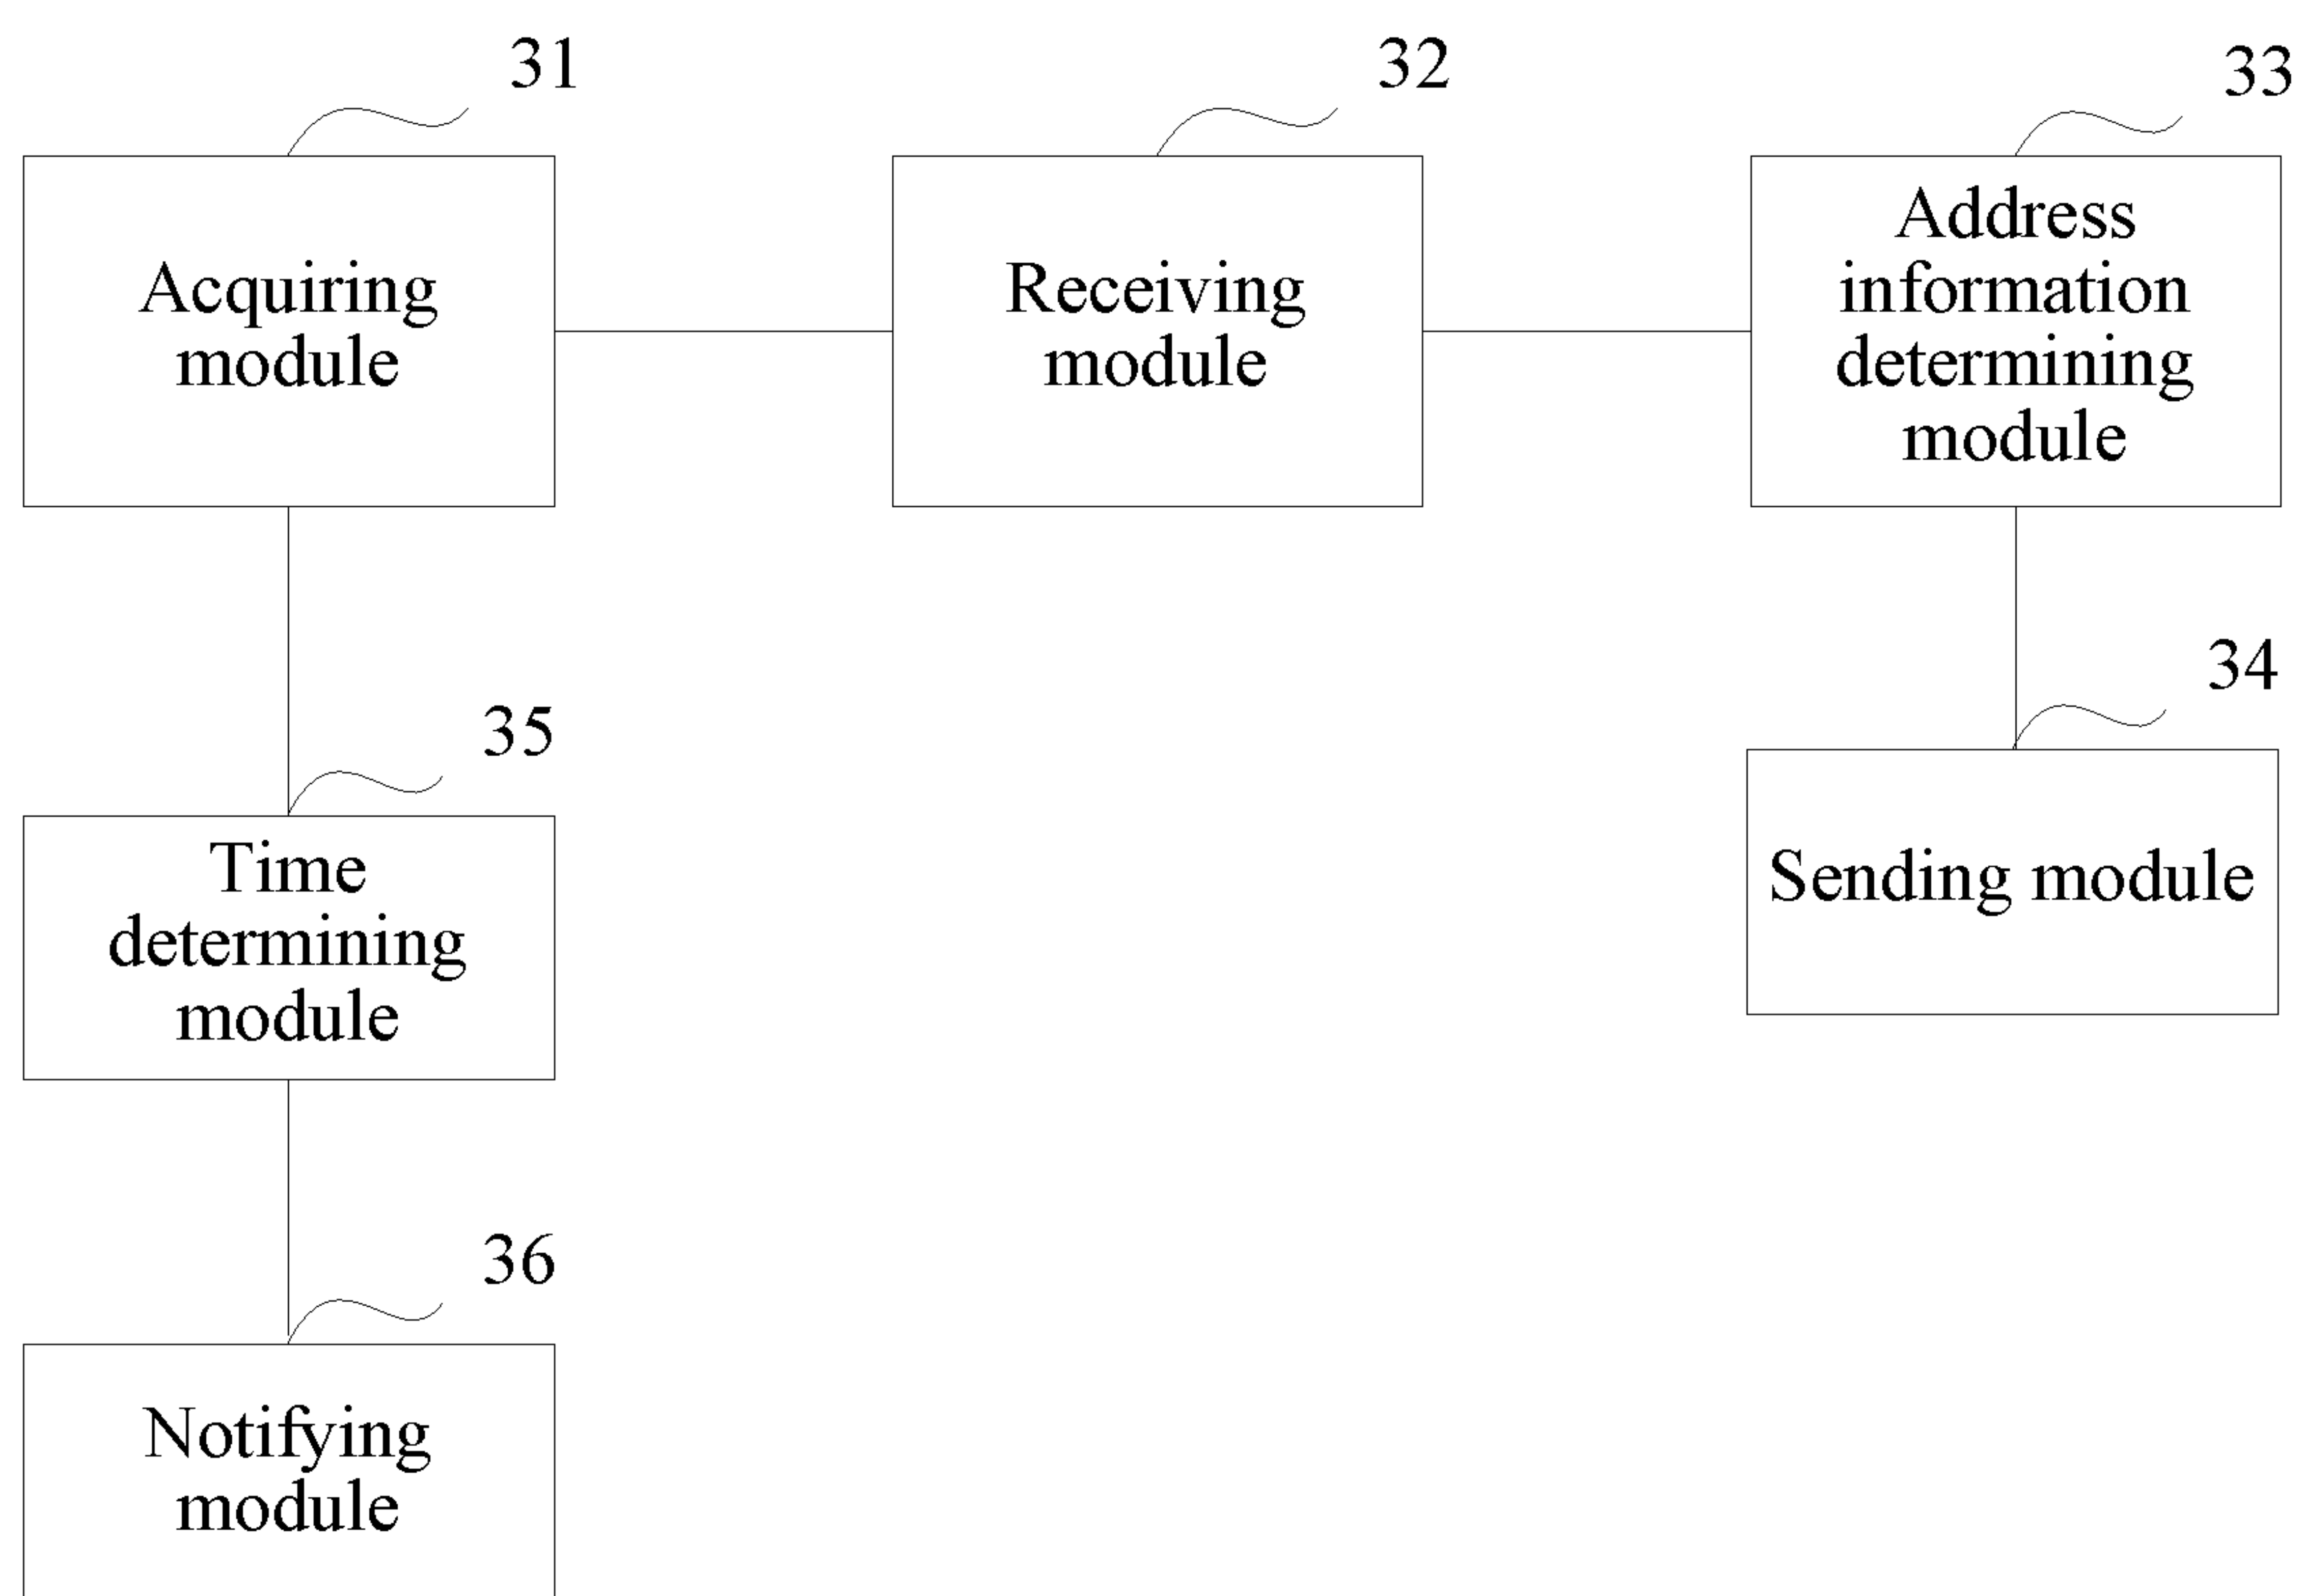 31
32
33
Acquiring
module
Receiving
module
Address
information
determining
module
34
Sending module
35
Time
determining
module
36
Notifying
module